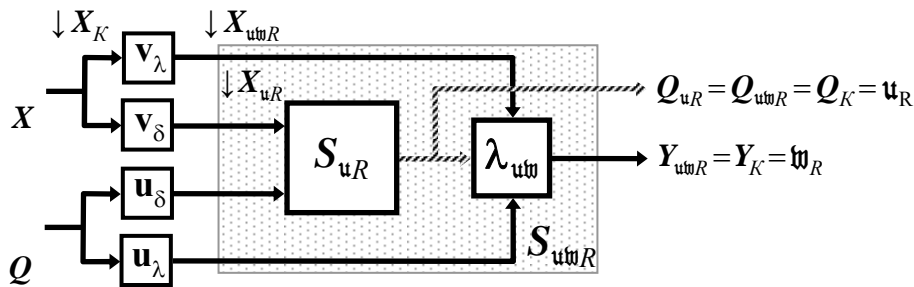 ↓ X_K
↓ X_𝔲𝔴R
v_λ
↓ X_𝔲R
X
v_δ
Q_𝔲R = Q_𝔲𝔴R = Q_K = 𝔲_R
S_𝔲R
λ_𝔲𝔴
Y_𝔲𝔴R = Y_K = 𝔴_R
u_δ
S_𝔲𝔴R
Q
u_λ